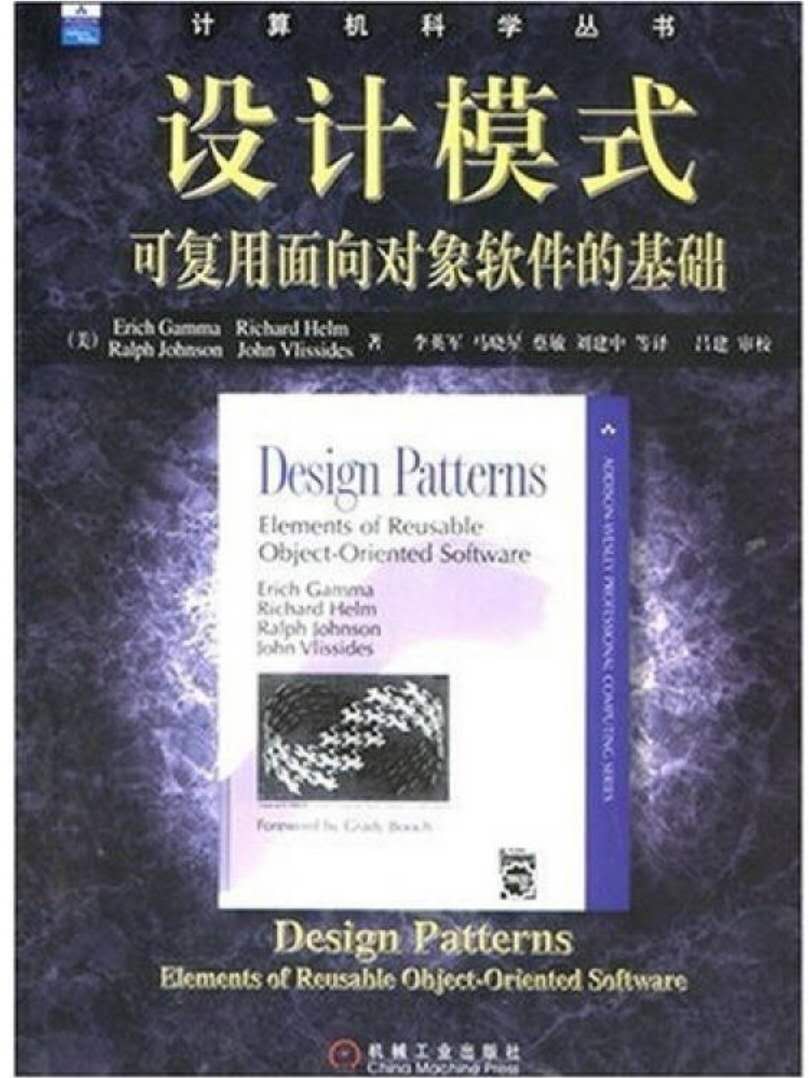 计算机科学丛书
设计模式
可复用面向对象软件的基础
(美) Erich Gamma Richard Helm
Ralph Johnson John Vlissides 著 李英军 马晓星 蔡敏 刘建中 等译 吕建 审校
Design Patterns
Elements of Reusable
Object-Oriented Software
Erich Gamma
Richard Helm
Ralph Johnson
John Vlissides
Foreword by Grady Booch
ADDISON-WESLEY PROFESSIONAL COMPUTING SERIES
Design Patterns
Elements of Reusable Object-Oriented Software
机械工业出版社
China Machine Press